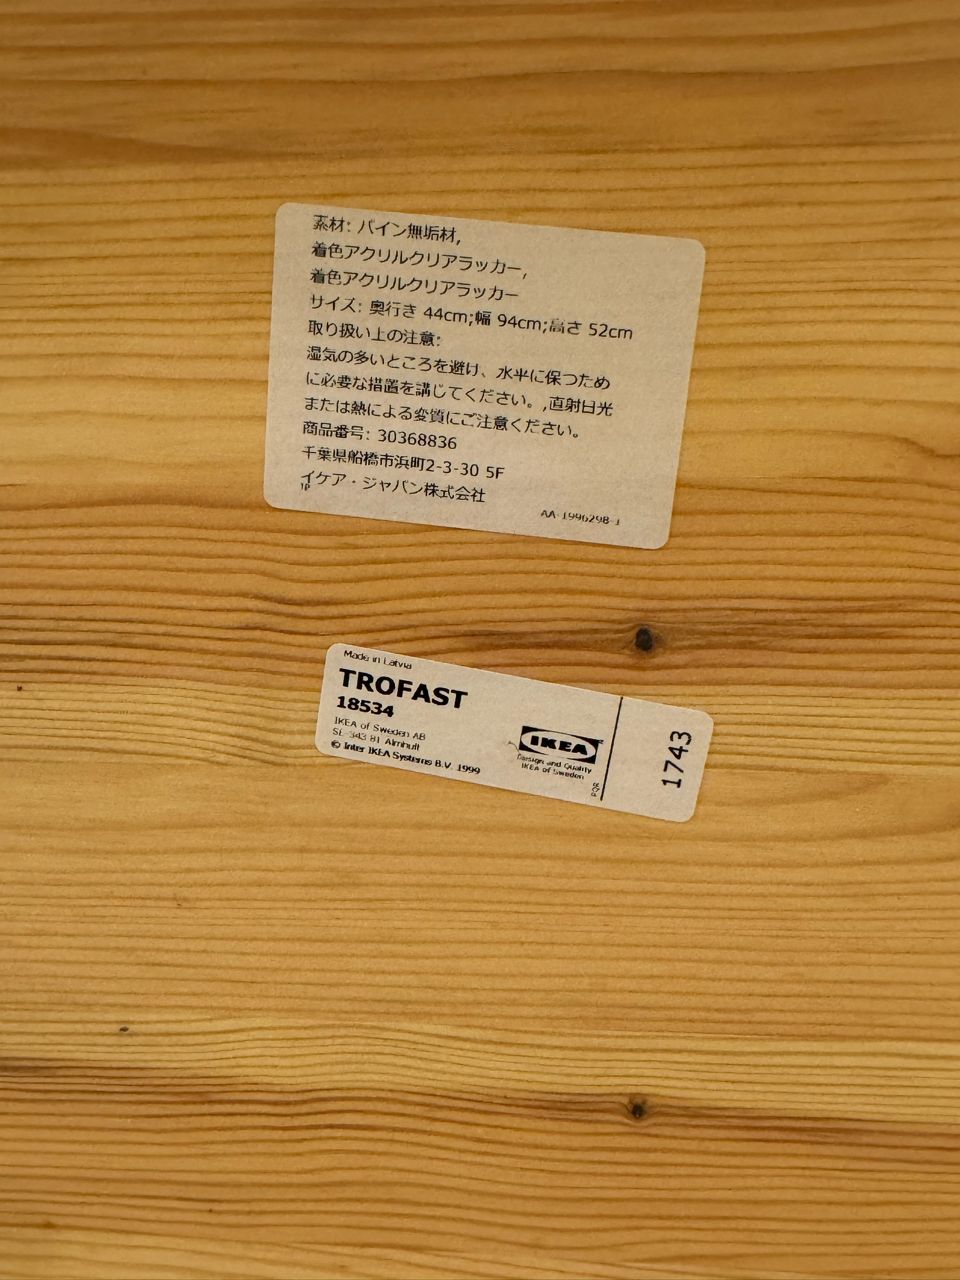 素材: パイン無垢材,
着色アクリルクリアラッカー,
着色アクリルクリアラッカー
サイズ: 奥行き 44cm;幅 94cm;高さ 52cm
取り扱い上の注意:
湿気の多いところを避け、水平に保つため
に必要な措置を講じてください。,直射日光
または熱による変質にご注意ください。
商品番号: 30368836
千葉県船橋市浜町2-3-30 5F
イケア・ジャパン株式会社
AA-1996298-1
Made in Latvia
TROFAST
18534
IKEA of Sweden AB
SE-343 81 Älmhult
© Inter IKEA Systems B.V. 1999
IKEA
Design and Quality
IKEA of Sweden
1743